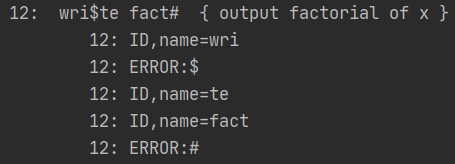 12:  wri$te fact#  { output factorial of x }
12: ID,name=wri
12: ERROR:$
12: ID,name=te
12: ID,name=fact
12: ERROR:#